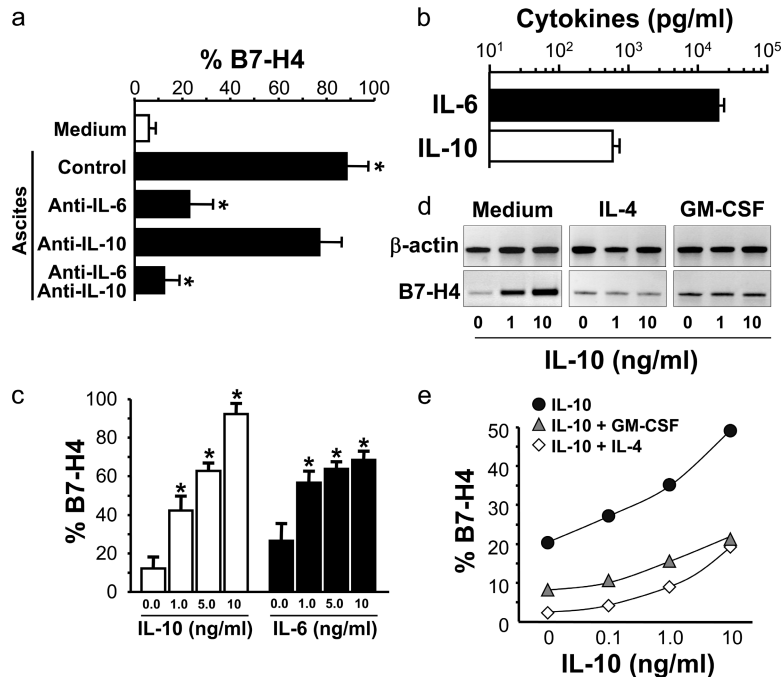 a
% B7-H4
0 20 40 60 80 100
Medium
Ascites
Control
*
Anti-IL-6
*
Anti-IL-10
Anti-IL-6
Anti-IL-10
*
b
Cytokines (pg/ml)
10¹ 10² 10³ 10⁴ 10⁵
IL-6
IL-10
d
Medium IL-4 GM-CSF
β-actin
B7-H4
0 1 10 0 1 10 0 1 10
IL-10 (ng/ml)
c
% B7-H4
100
80
60
40
20
0
* * * * * *
0.0 1.0 5.0 10 0.0 1.0 5.0 10
IL-10 (ng/ml) IL-6 (ng/ml)
e
IL-10
IL-10 + GM-CSF
IL-10 + IL-4
% B7-H4
50
40
30
20
10
0
0 0.1 1.0 10
IL-10 (ng/ml)